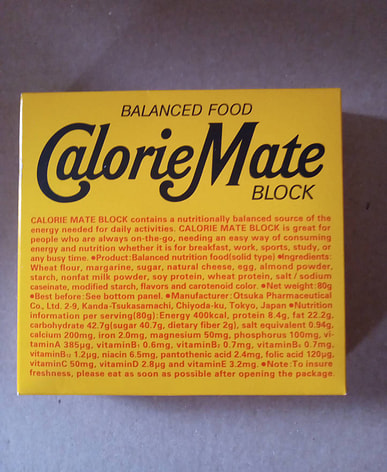 BALANCED FOOD
CalorieMate
BLOCK
CALORIE MATE BLOCK contains a nutritionally balanced source of the
energy needed for daily activities. CALORIE MATE BLOCK is great for
people who are always on-the-go, needing an easy way of consuming
energy and nutrition whether it is for breakfast, work, sports, study, or
any busy time. ●Product:Balanced nutrition food(solid type) ●Ingredients:
Wheat flour, margarine, sugar, natural cheese, egg, almond powder,
starch, nonfat milk powder, soy protein, wheat protein, salt / sodium
caseinate, modified starch, flavors and carotenoid color. ●Net weight:80g
●Best before:See bottom panel. ●Manufacturer:Otsuka Pharmaceutical
Co., Ltd. 2-9, Kanda-Tsukasamachi, Chiyoda-ku, Tokyo, Japan ●Nutrition
information per serving(80g):Energy 400kcal, protein 8.4g, fat 22.2g,
carbohydrate 42.7g(sugar 40.7g, dietary fiber 2g), salt equivalent 0.94g,
calcium 200mg, iron 2.0mg, magnesium 50mg, phosphorus 100mg, vi-
taminA 385μg, vitaminB₁ 0.6mg, vitaminB₂ 0.7mg, vitaminB₆ 0.7mg,
vitaminB₁₂ 1.2μg, niacin 6.5mg, pantothenic acid 2.4mg, folic acid 120μg,
vitaminC 50mg, vitaminD 2.8μg and vitaminE 3.2mg. ●Note:To insure
freshness, please eat as soon as possible after opening the package.